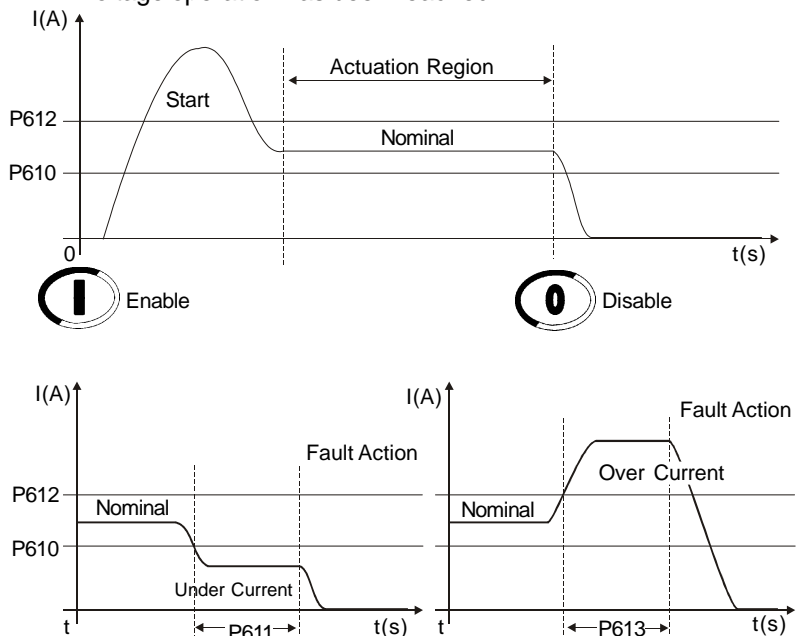 I(A)
Actuation Region
Start
P612
Nominal
P610
0
t(s)
I Enable
0 Disable
I(A)
I(A)
Fault Action
Fault Action
Over Current
P612
Nominal
Nominal
P610
Under Current
t
P611
t(s)
t
P613
t(s)